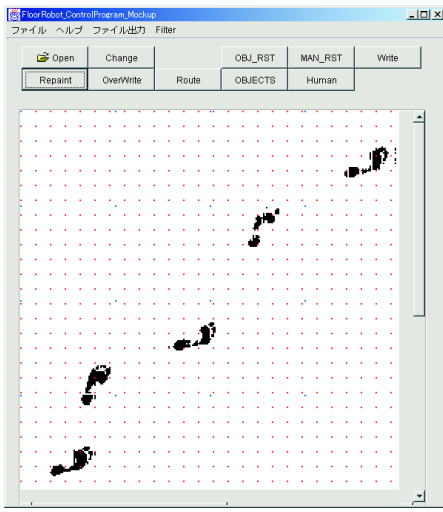 FloorRobot_ControlProgram_Mockup
ファイル ヘルプ ファイル出力 Filter
Open Change OBJ_RST MAN_RST Write
Repaint OverWrite Route OBJECTS Human